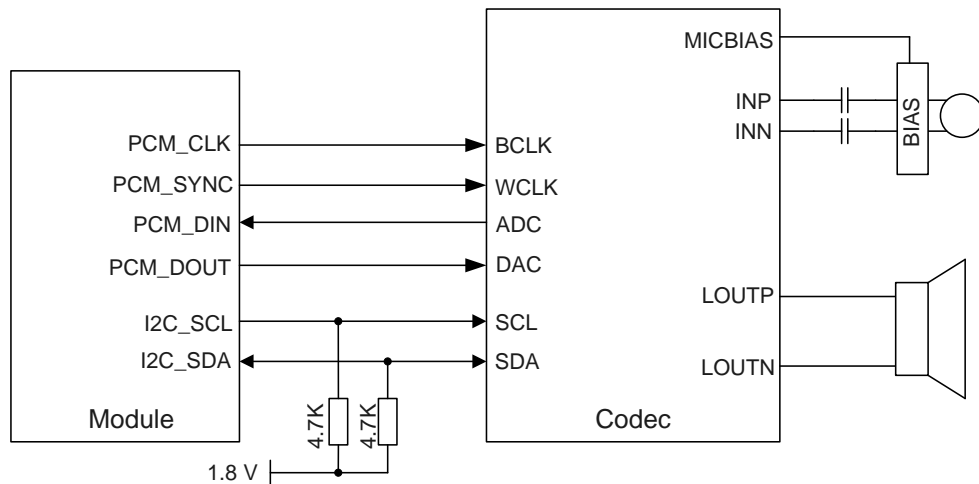 MICBIAS
INP
INN
BIAS
PCM_CLK
BCLK
PCM_SYNC
WCLK
PCM_DIN
ADC
PCM_DOUT
DAC
LOUTP
I2C_SCL
SCL
I2C_SDA
SDA
LOUTN
Module
4.7K
4.7K
Codec
1.8 V